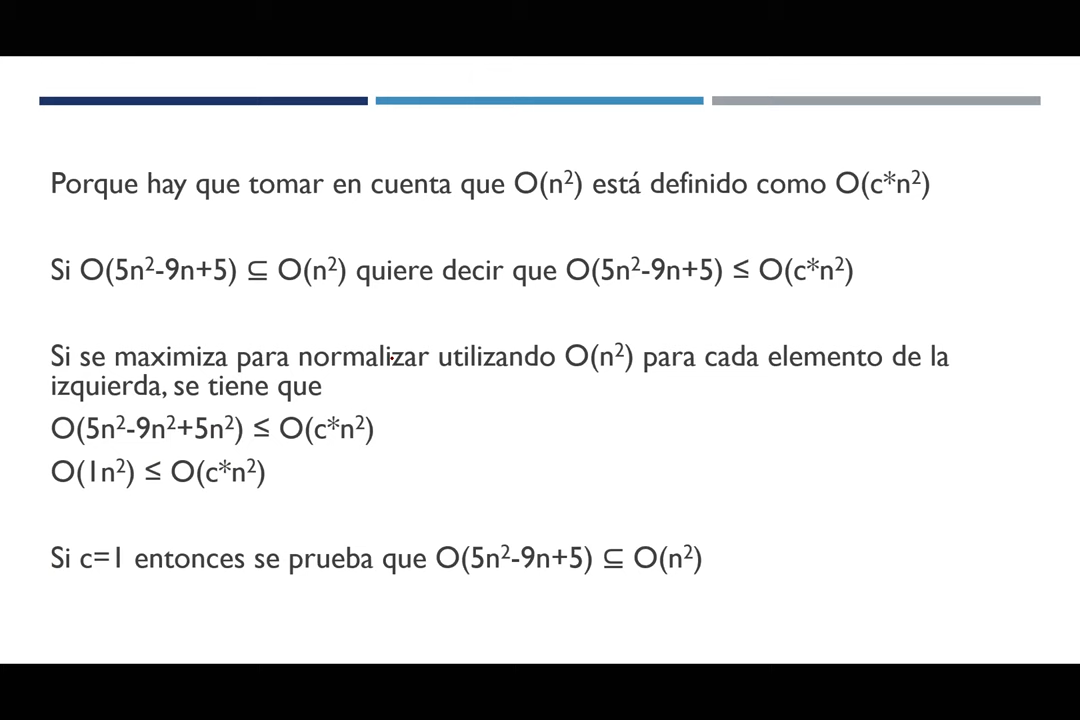 Porque hay que tomar en cuenta que O(n²) está definido como O(c*n²)
Si O(5n²-9n+5) ⊆ O(n²) quiere decir que O(5n²-9n+5) ≤ O(c*n²)
Si se maximiza para normalizar utilizando O(n²) para cada elemento de la
izquierda, se tiene que
O(5n²-9n²+5n²) ≤ O(c*n²)
O(1n²) ≤ O(c*n²)
Si c=1 entonces se prueba que O(5n²-9n+5) ⊆ O(n²)